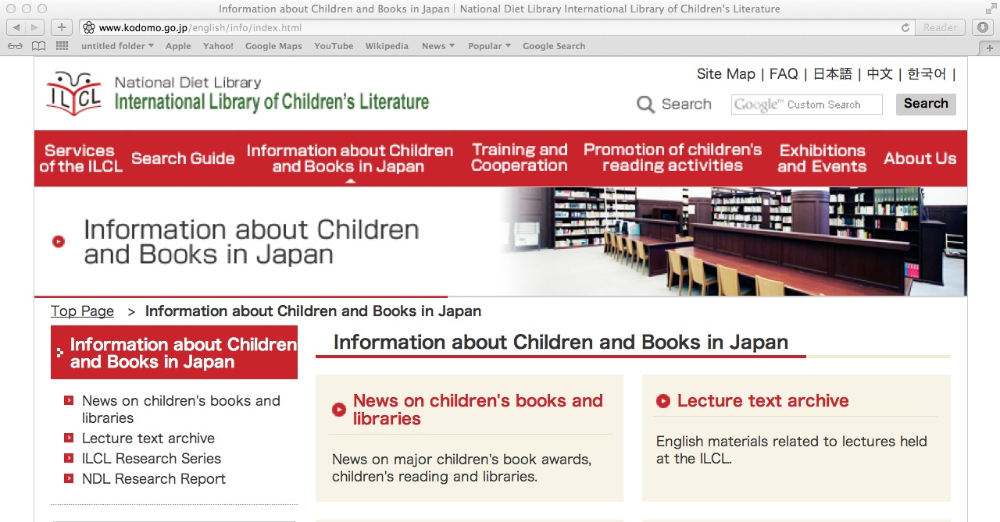 Information about Children and Books in Japan | National Diet Library International Library of Children's Literature
www.kodomo.go.jp/english/info/index.html
Reader
untitled folder Apple Yahoo! Google Maps YouTube Wikipedia News Popular Google Search
Site Map | FAQ | 日本語 | 中文 | 한국어 |
ILCL
National Diet Library
International Library of Children's Literature
Search
Google™ Custom Search
Search
Services
of the ILCL
Search Guide
Information about Children
and Books in Japan
Training and
Cooperation
Promotion of children's
reading activities
Exhibitions
and Events
About Us
Information about Children
and Books in Japan
Top Page > Information about Children and Books in Japan
Information about Children
and Books in Japan
News on children's books and
libraries
Lecture text archive
ILCL Research Series
NDL Research Report
Information about Children and Books in Japan
News on children's books and
libraries
News on major children's book awards,
children's reading and libraries.
Lecture text archive
English materials related to lectures held
at the ILCL.